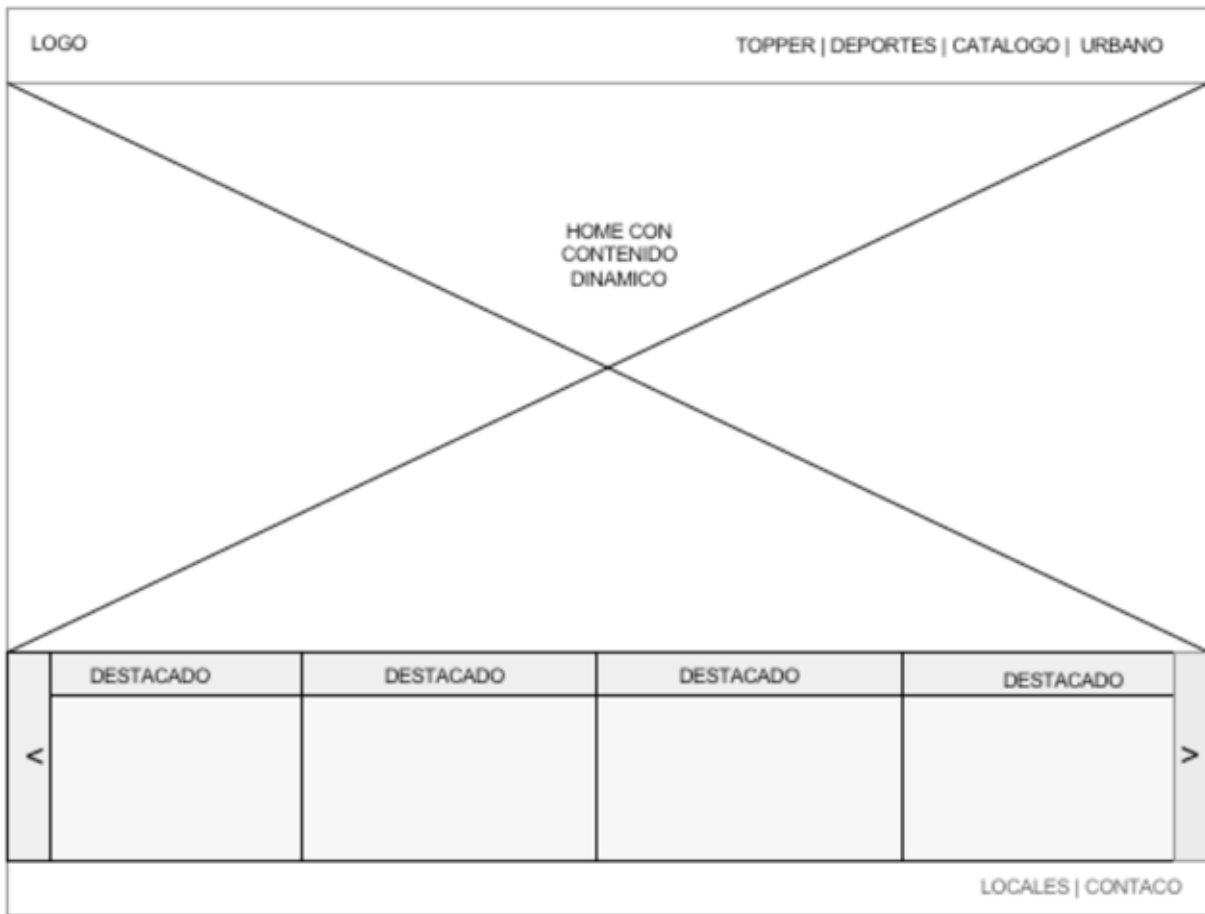 LOGO
TOPPER | DEPORTES | CATALOGO | URBANO
HOME CON
CONTENIDO
DINAMICO
DESTACADO
DESTACADO
DESTACADO
DESTACADO
<
>
LOCALES | CONTACO